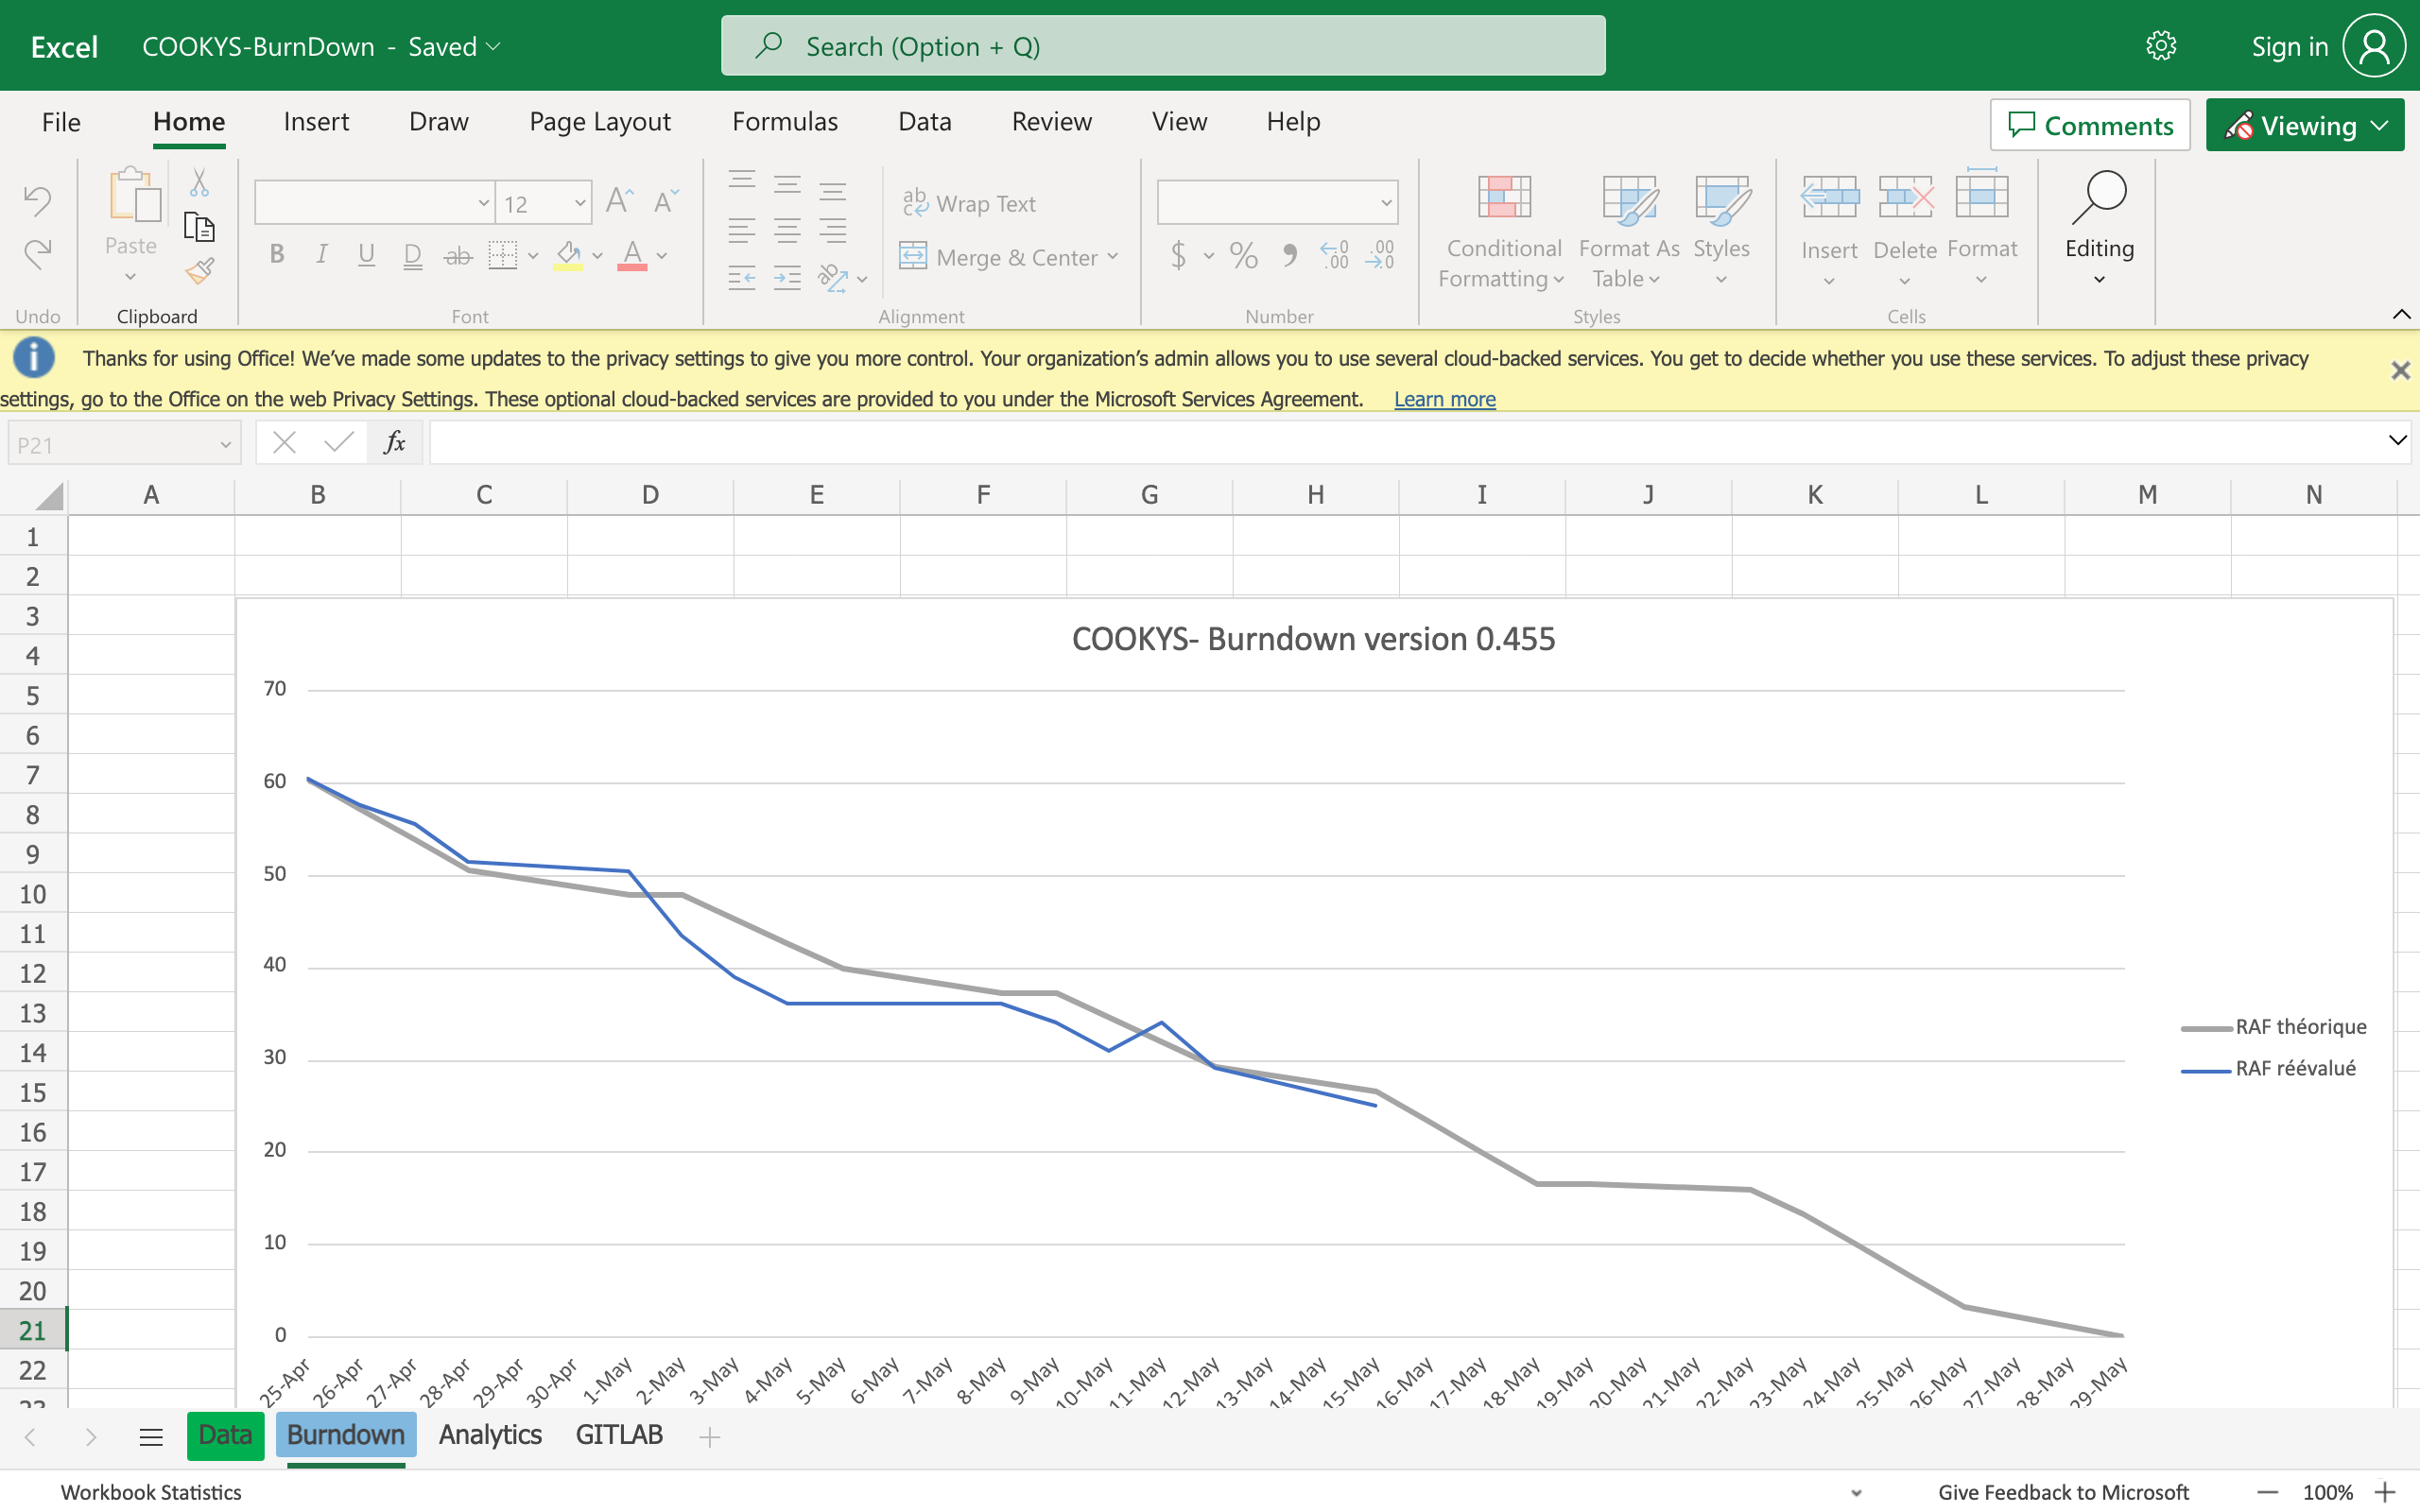 Excel COOKYS-BurnDown - Saved Search (Option + Q) Sign in
File Home Insert Draw Page Layout Formulas Data Review View Help Comments Viewing
Paste 12 A A ab Wrap Text Conditional Formatting Format As Table Styles Insert Delete Format Editing
B I U D ab A Merge & Center $ % 9 .0 .00 .00 .0
Undo Clipboard Font Alignment Number Styles Cells
Thanks for using Office! We've made some updates to the privacy settings to give you more control. Your organization's admin allows you to use several cloud-backed services. You get to decide whether you use these services. To adjust these privacy
settings, go to the Office on the web Privacy Settings. These optional cloud-backed services are provided to you under the Microsoft Services Agreement. Learn more
P21 fx
A B C D E F G H I J K L M N
1
2
3
COOKYS- Burndown version 0.455
4
5 70
6
7 60
8
9 50
10
11
12 40
13 RAF théorique
14 30 RAF réévalué
15
16 20
17
18
19 10
20
21 0
22 25-Apr 26-Apr 27-Apr 28-Apr 29-Apr 30-Apr 1-May 2-May 3-May 4-May 5-May 6-May 7-May 8-May 9-May 10-May 11-May 12-May 13-May 14-May 15-May 16-May 17-May 18-May 19-May 20-May 21-May 22-May 23-May 24-May 25-May 26-May 27-May 28-May 29-May
Data Burndown Analytics GITLAB
Workbook Statistics Give Feedback to Microsoft 100%